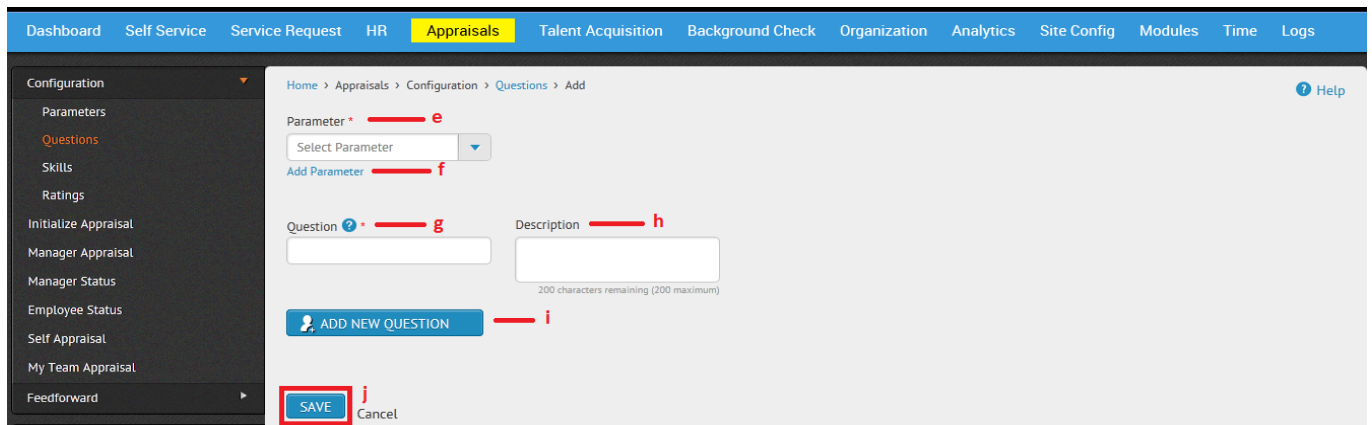 Dashboard Self Service Service Request HR Appraisals Talent Acquisition Background Check Organization Analytics Site Config Modules Time Logs
Configuration
Parameters
Questions
Skills
Ratings
Initialize Appraisal
Manager Appraisal
Manager Status
Employee Status
Self Appraisal
My Team Appraisal
Feedforward
Home > Appraisals > Configuration > Questions > Add
? Help
Parameter * e
Select Parameter
Add Parameter f
Question ? * g Description h
200 characters remaining (200 maximum)
ADD NEW QUESTION i
SAVE j
Cancel